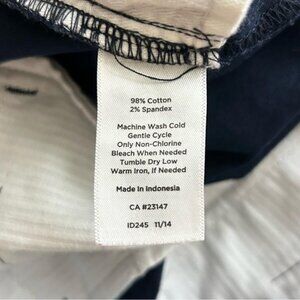 98% Cotton
2% Spandex
Machine Wash Cold
Gentle Cycle
Only Non-Chlorine
Bleach When Needed
Tumble Dry Low
Warm Iron, If Needed
Made In Indonesia
CA #23147
ID245 11/14